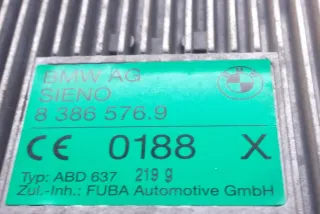 BMW AG
SIENO
8 386 576.9
CE 0188 X
Typ: ABD 637 219 g
Zul.-Inh.: FUBA Automotive GmbH